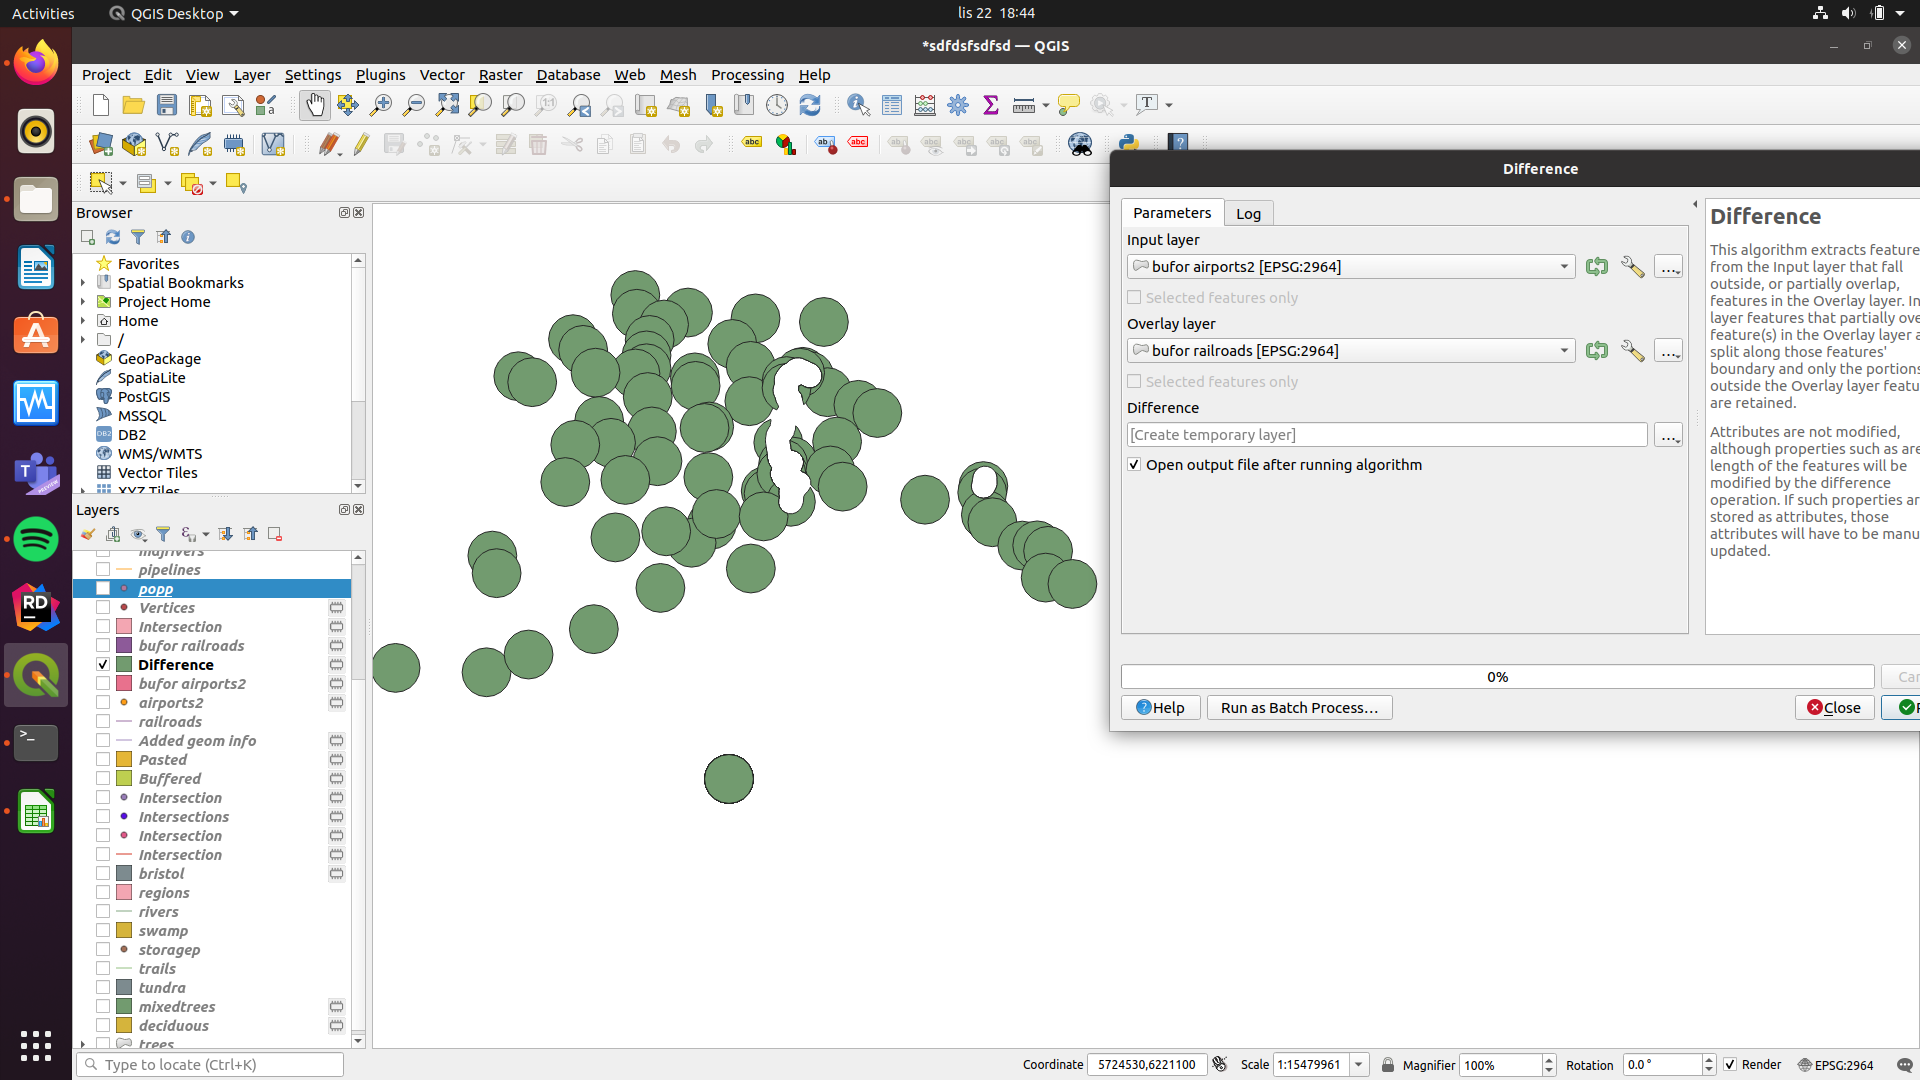 Activities
QGIS Desktop
lis 22 18:44
*sdfdsfsdfsd — QGIS
Project Edit View Layer Settings Plugins Vector Raster Database Web Mesh Processing Help
Browser
Favorites
Spatial Bookmarks
Project Home
Home
/
GeoPackage
SpatiaLite
PostGIS
MSSQL
DB2
WMS/WMTS
Vector Tiles
XYZ Tiles
Layers
majrivers
pipelines
popp
Vertices
Intersection
bufor railroads
Difference
bufor airports2
airports2
railroads
Added geom info
Pasted
Buffered
Intersection
Intersections
Intersection
Intersection
bristol
regions
rivers
swamp
storagep
trails
tundra
mixedtrees
deciduous
trees
Difference
Parameters
Log
Input layer
bufor airports2 [EPSG:2964]
Selected features only
Overlay layer
bufor railroads [EPSG:2964]
Selected features only
Difference
[Create temporary layer]
Open output file after running algorithm
0%
Help
Run as Batch Process…
Close
Difference
This algorithm extracts feature
from the Input layer that fall
outside, or partially overlap,
features in the Overlay layer. In
layer features that partially ove
feature(s) in the Overlay layer a
split along those features'
boundary and only the portions
outside the Overlay layer featu
are retained.
Attributes are not modified,
although properties such as are
length of the features will be
modified by the difference
operation. If such properties ar
stored as attributes, those
attributes will have to be manu
updated.
Type to locate (Ctrl+K)
Coordinate 5724530,6221100
Scale 1:15479961
Magnifier 100%
Rotation 0.0 °
Render
EPSG:2964